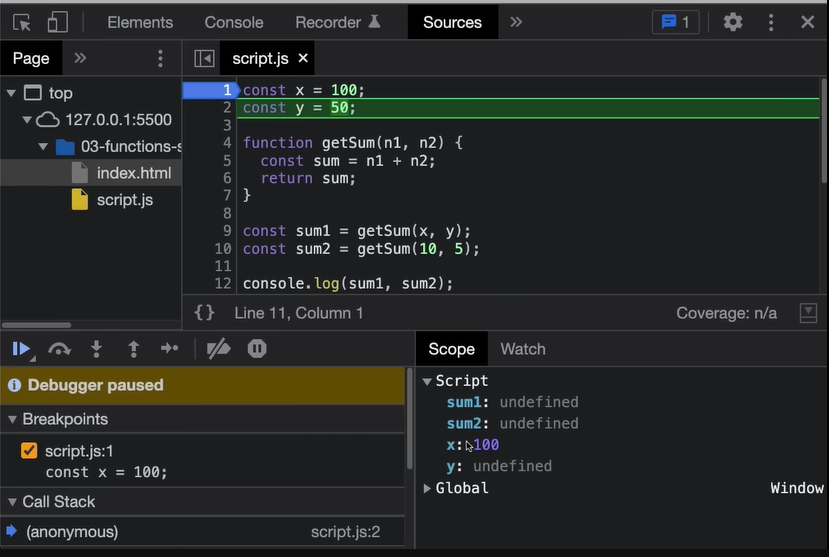 Elements Console Recorder Sources » 1
Page »
script.js ×
top
127.0.0.1:5500
03-functions-s
index.html
script.js
1 const x = 100;
2 const y = 50;
3
4 function getSum(n1, n2) {
5 const sum = n1 + n2;
6 return sum;
7 }
8
9 const sum1 = getSum(x, y);
10 const sum2 = getSum(10, 5);
11
12 console.log(sum1, sum2);
{} Line 11, Column 1 Coverage: n/a
Debugger paused
Breakpoints
script.js:1
const x = 100;
Call Stack
(anonymous) script.js:2
Scope Watch
Script
sum1: undefined
sum2: undefined
x: 100
y: undefined
Global Window